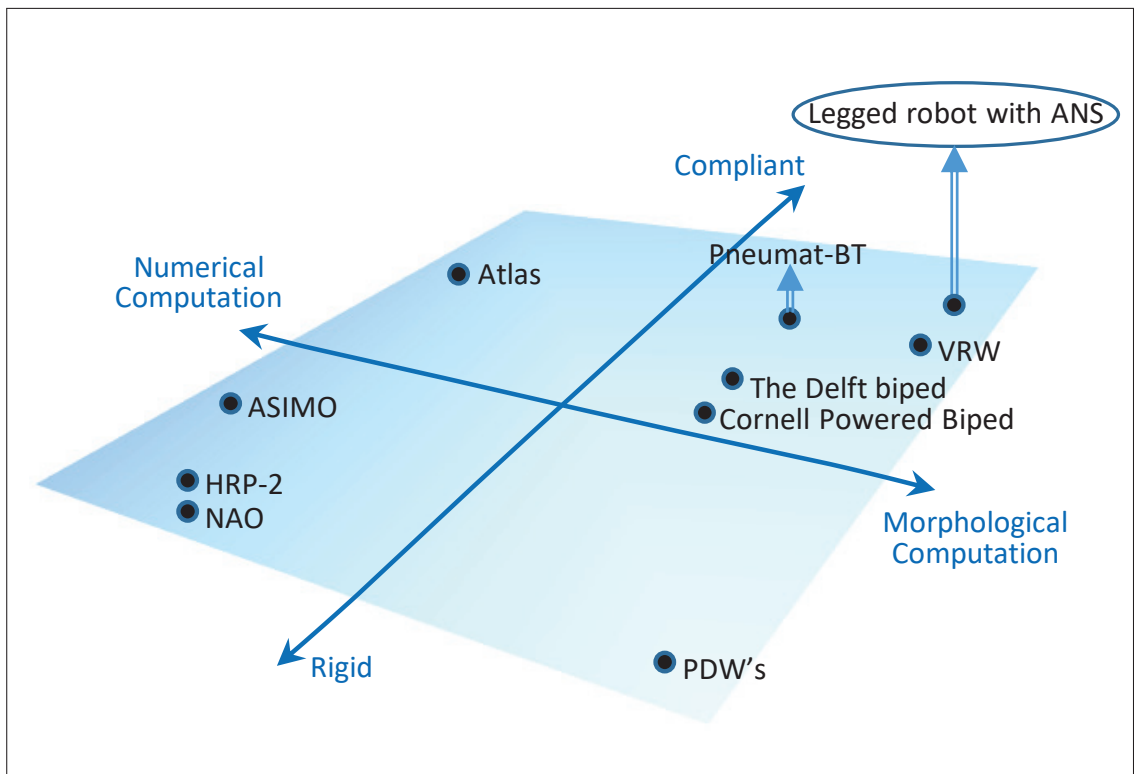 Legged robot with ANS
Compliant
Pneumat-BT
Numerical
Computation
Atlas
VRW
The Delft biped
ASIMO
Cornell Powered Biped
HRP-2
NAO
Morphological
Computation
Rigid
PDW’s